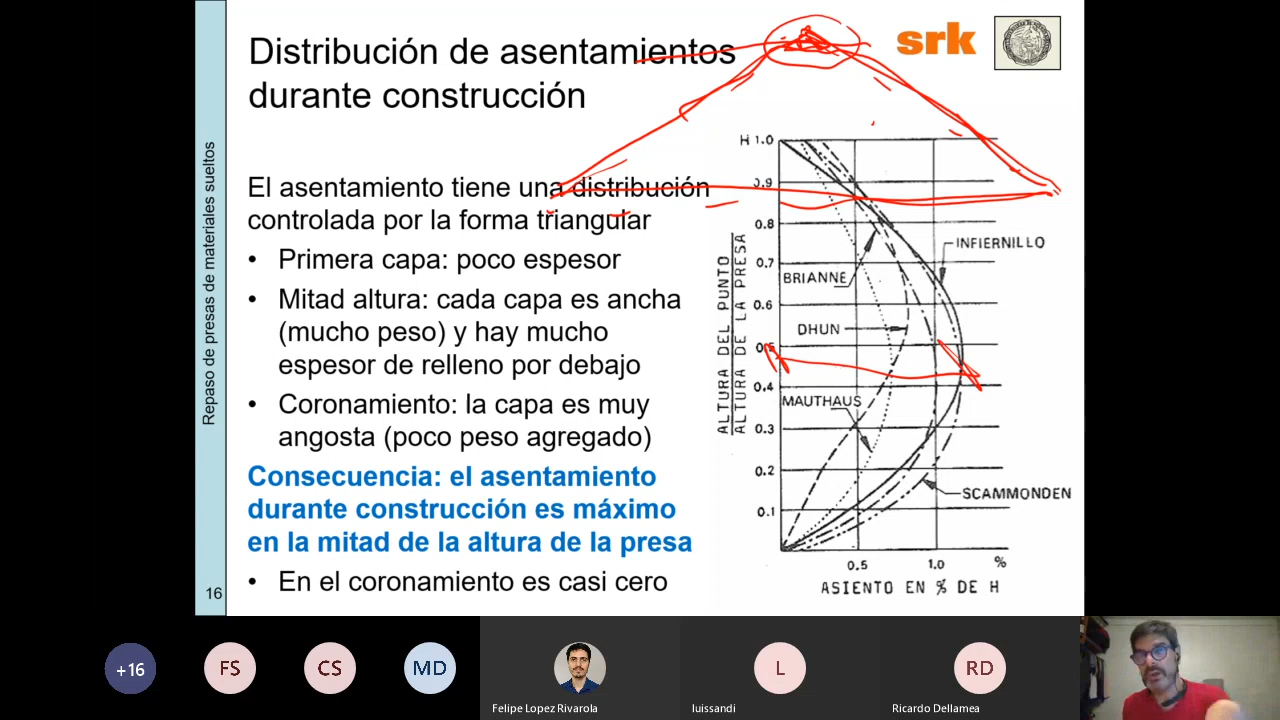 Distribución de asentamientos
durante construcción
srk
Repaso de presas de materiales sueltos
16
El asentamiento tiene una distribución
controlada por la forma triangular
• Primera capa: poco espesor
• Mitad altura: cada capa es ancha
(mucho peso) y hay mucho
espesor de relleno por debajo
• Coronamiento: la capa es muy
angosta (poco peso agregado)
Consecuencia: el asentamiento
durante construcción es máximo
en la mitad de la altura de la presa
• En el coronamiento es casi cero
ALTURA DEL PUNTO
ALTURA DE LA PRESA
H 1.0
0.9
0.8
0.7
0.6
0.5
0.4
0.3
0.2
0.1
INFIERNILLO
BRIANNE
DHUN
MAUTHAUS
SCAMMONDEN
0.5
1.0
%
ASIENTO EN % DE H
+16
FS
CS
MD
L
RD
Felipe Lopez Rivarola
luissandi
Ricardo Dellamea